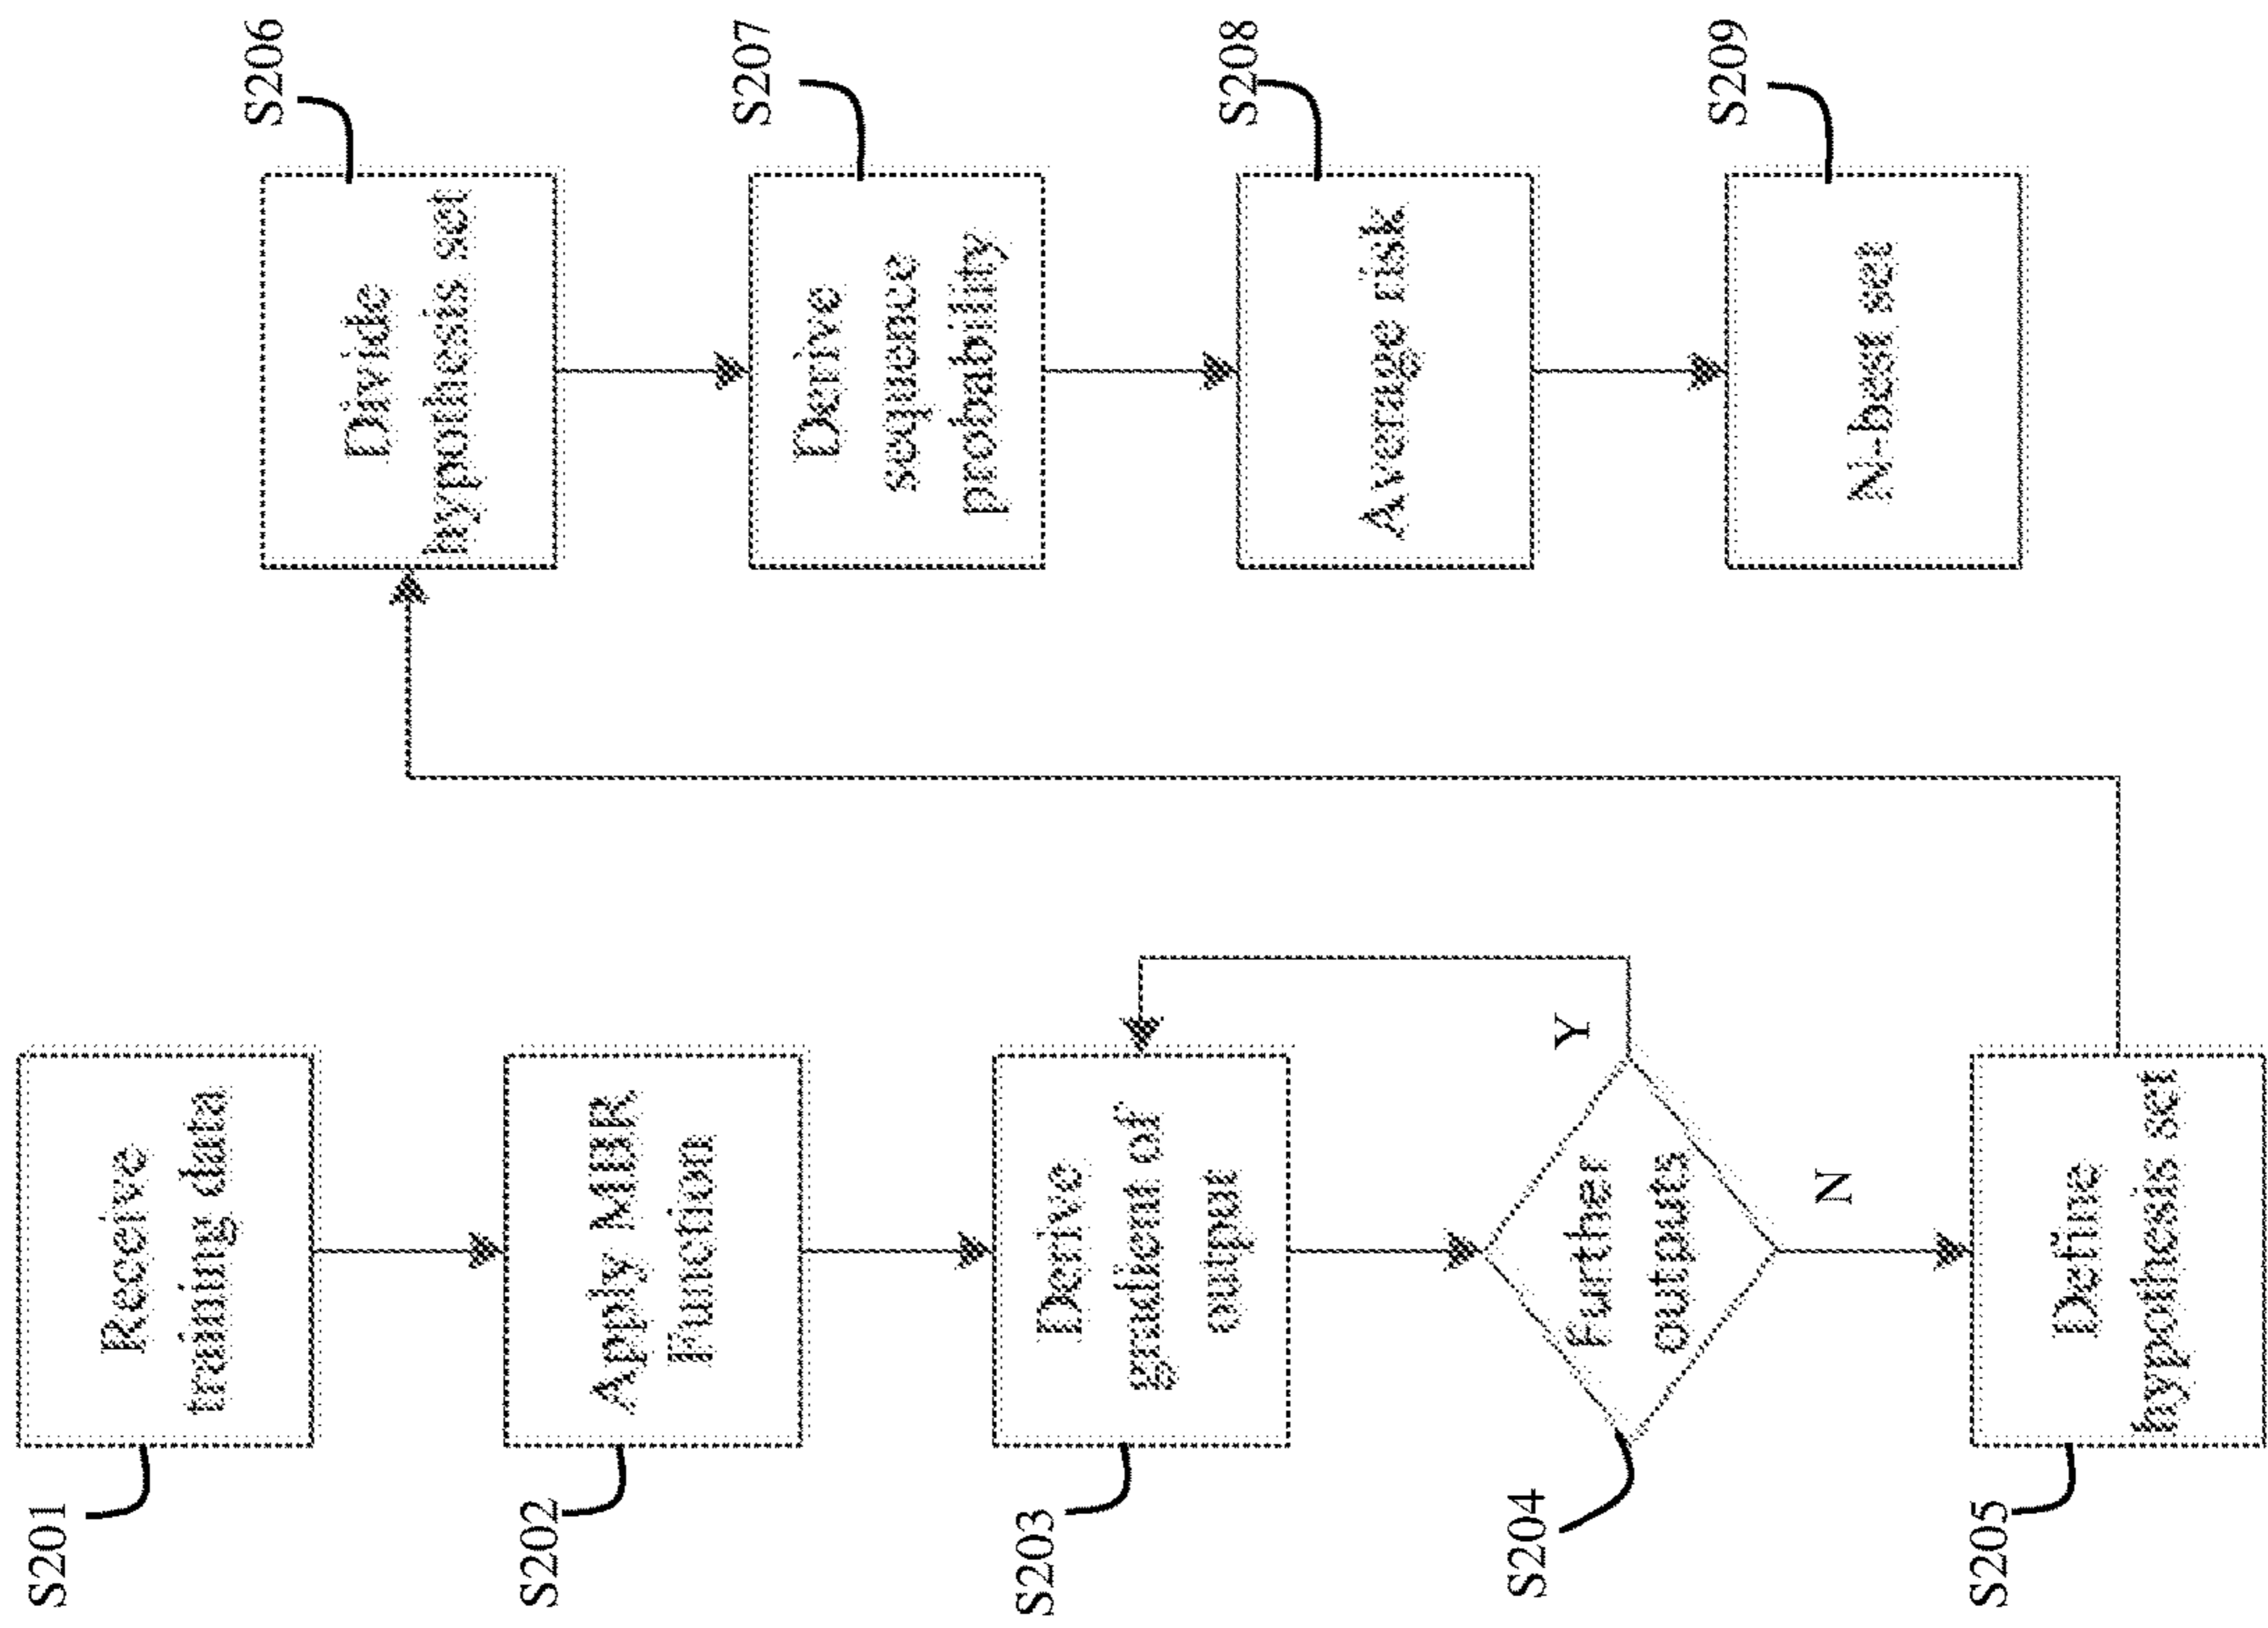 S201
Receive
training data
S202
Apply MBR
Function
S203
Derive
gradient of
output
S204
Further
outputs
Y
N
S205
Define
hypothesis set
S206
Divide
hypothesis set
S207
Derive
sequence
probability
S208
Average risk
S209
N-best set